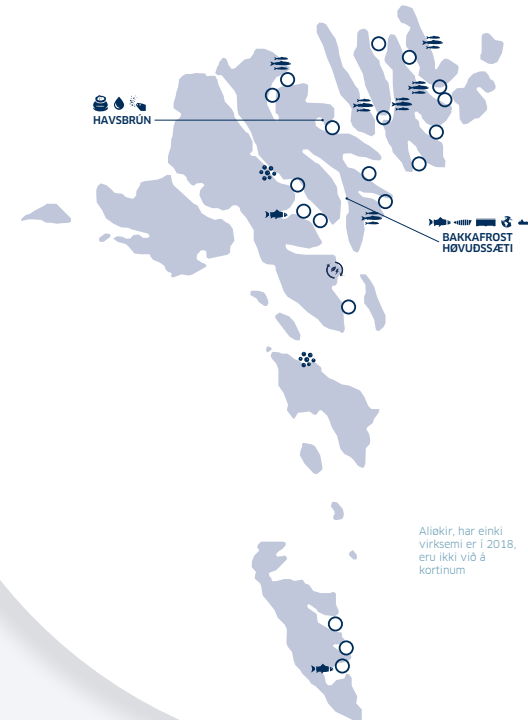 HAVSBRÚN
BAKKAFROST
HØVUÐSSÆTI
Aliøkir, har einki
virksemi er í 2018,
eru ikki við á
kortinum